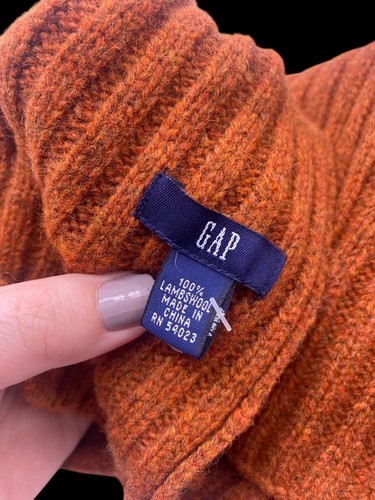 GAP
100%
LAMBSWOOL
MADE IN
CHINA
RN 54023